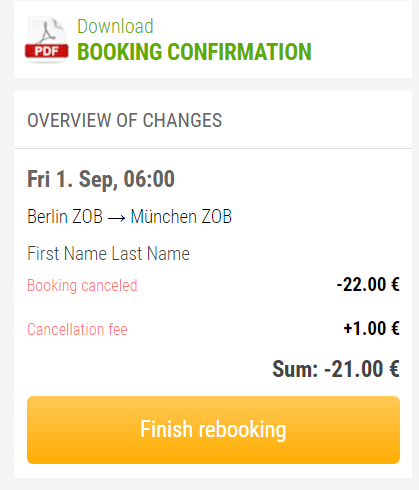 PDF
Download
BOOKING CONFIRMATION
OVERVIEW OF CHANGES
Fri 1. Sep, 06:00
Berlin ZOB → München ZOB
First Name Last Name
Booking canceled -22.00 €
Cancellation fee +1.00 €
Sum: -21.00 €
Finish rebooking